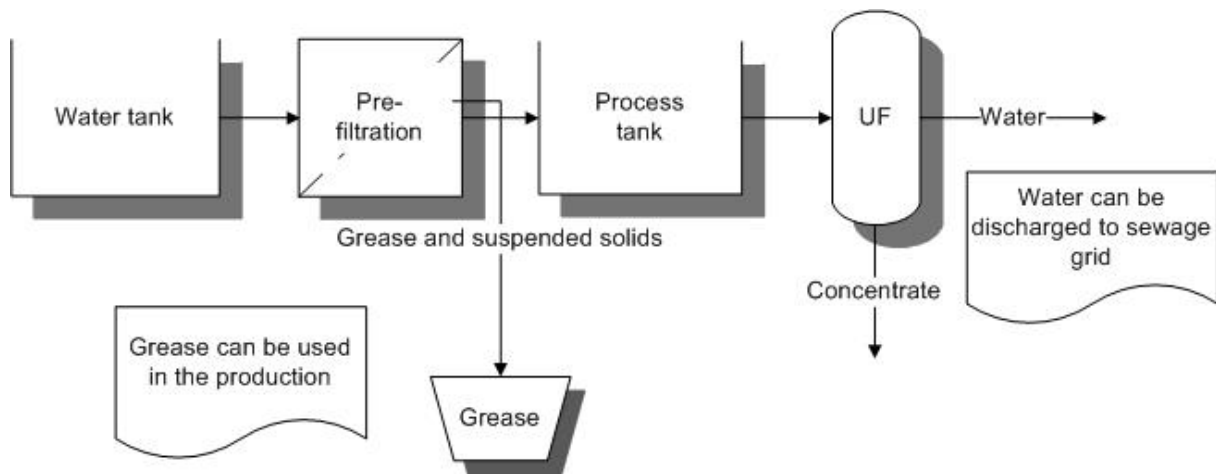 Water tank
Pre-
filtration
Process
tank
UF
Water
Grease and suspended solids
Water can be
discharged to sewage
grid
Concentrate
Grease can be used
in the production
Grease